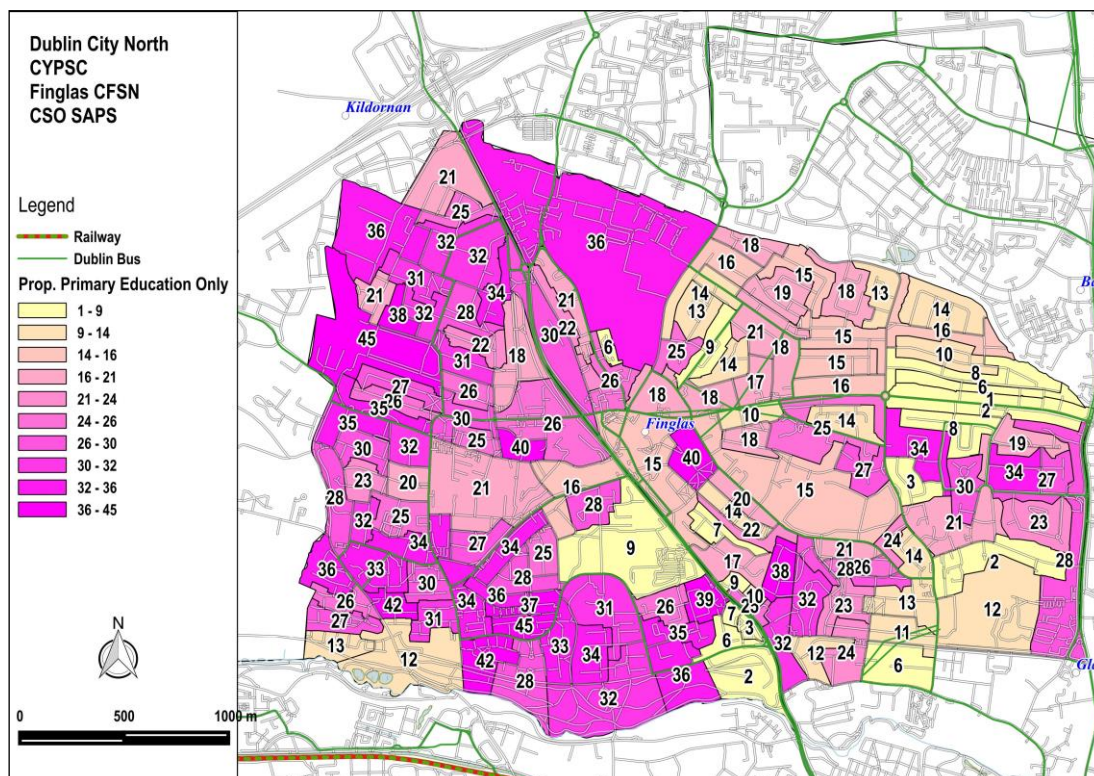 Dublin City North
CYPSC
Finglas CFSN
CSO SAPS
Legend
Railway
Dublin Bus
Prop. Primary Education Only
1 - 9
9 - 14
14 - 16
16 - 21
21 - 24
24 - 26
26 - 30
30 - 32
32 - 36
36 - 45
N
0 500 1000 m
Kildornan
21
25
36 32 32 36 18
16 15
31 34 21 14 19 18 13 14
21 38 32 28 30 22 13 16
45 22 6 25 9 21 18 15 10
31 18 14 15 8
27 26 26 18 18 17 16 6
26 1
35 30 26 10 2
35 Finglas 14 8
32 25 40 18 25 34 19
30 15 40 27
23 20 21 16 20 15 3 30 34 27
28 25 28 14
32 7 22 21 23
34 27 34 25 9 17 21 24 14 2 28
36 33 30 28 38 28 26
26 42 34 36 37 31 26 39 9 10 32 23 13 12
27 31 45 35 7 3 11
13 12 42 33 34 6 32 12 24 6
28 36 2
32